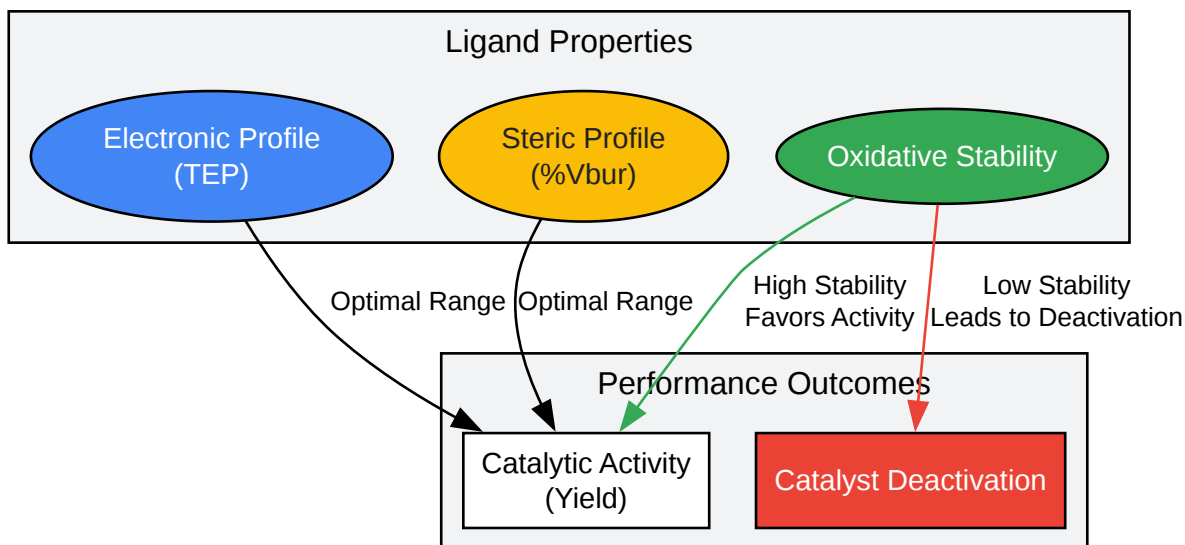 Ligand Properties
Electronic Profile
(TEP)
Steric Profile
(%Vbur)
Oxidative Stability
Optimal Range
Optimal Range
High Stability
Favors Activity
Low Stability
Leads to Deactivation
Performance Outcomes
Catalytic Activity
(Yield)
Catalyst Deactivation